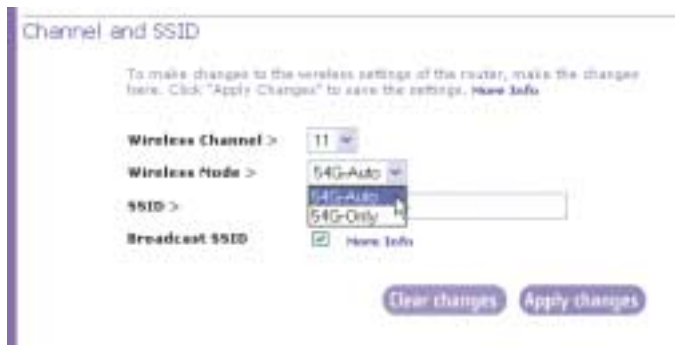 Channel and SSID
To make changes to the wireless settings of the router, make the changes
here. Click "Apply Changes" to save the settings. More Info
Wireless Channel > 11
Wireless Mode > 54G-Auto
54G-Auto
SSID >
54G-Only
Broadcast SSID More Info
Clear changes Apply changes